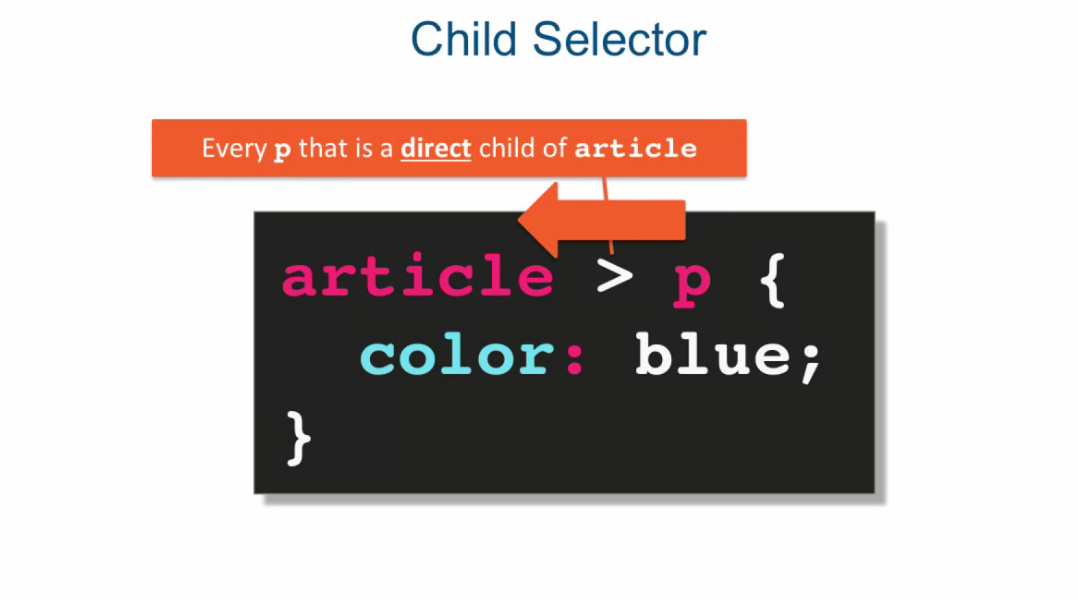 Child Selector
Every p that is a direct child of article
article > p {
color: blue;
}